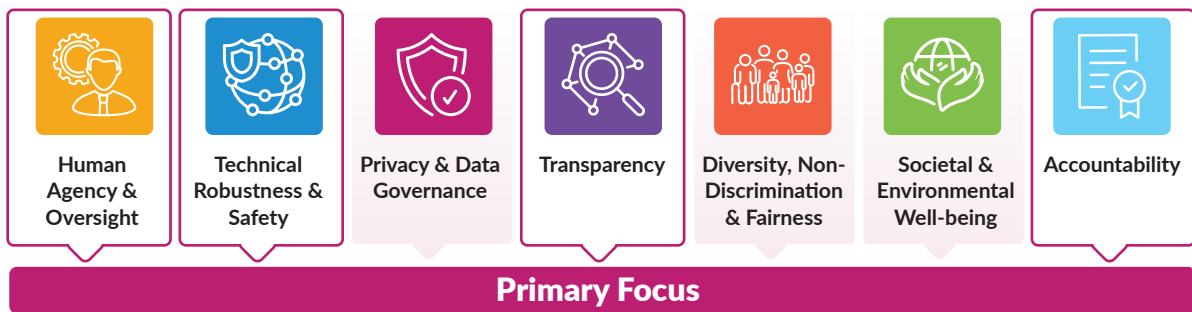 Human
Agency &
Oversight
Technical
Robustness &
Safety
Privacy & Data
Governance
Transparency
Diversity, Non-
Discrimination
& Fairness
Societal &
Environmental
Well-being
Accountability
Primary Focus